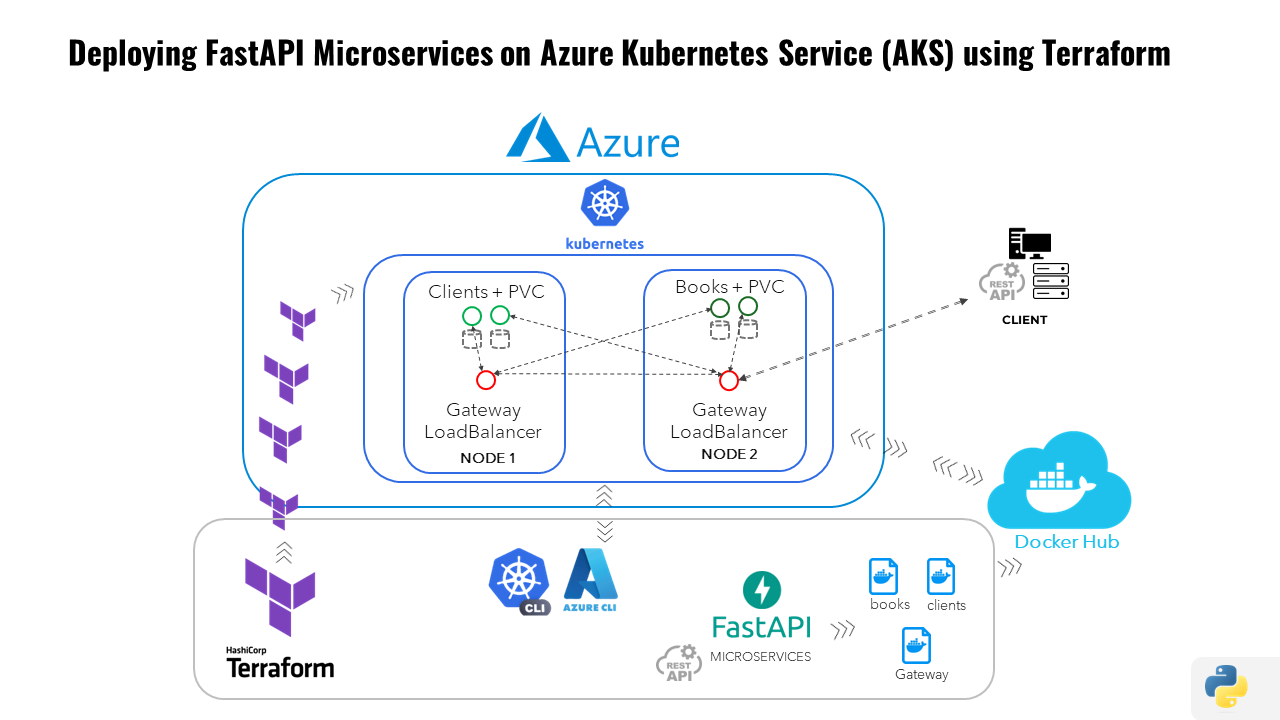 Deploying FastAPI Microservices on Azure Kubernetes Service (AKS) using Terraform
Azure
kubernetes
Clients + PVC
Books + PVC
REST
API
CLIENT
Gateway
LoadBalancer
NODE 1
Gateway
LoadBalancer
NODE 2
Docker Hub
HashiCorp
Terraform
CLI
AZURE CLI
FastAPI
MICROSERVICES
REST
API
books
clients
Gateway